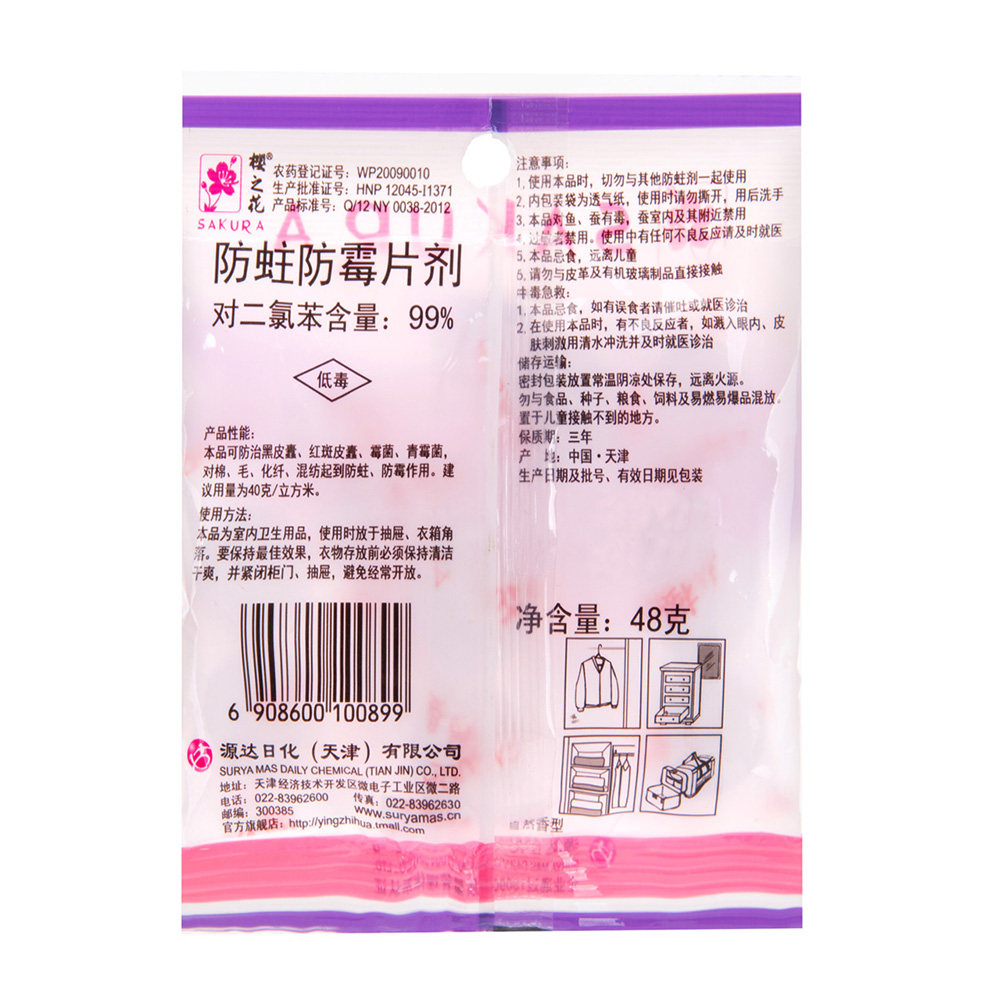 樱之花®
SAKURA
农药登记证号：WP20090010
生产批准证号：HNP 12045-I1371
产品标准号：Q/12 NY 0038-2012
防蛀防霉片剂
对二氯苯含量：99%
低毒
产品性能：
本品可防治黑皮蠹、红斑皮蠹、霉菌、青霉菌，
对棉、毛、化纤、混纺起到防蛀、防霉作用。建
议用量为40克/立方米。
使用方法：
本品为室内卫生用品，使用时放于抽屉、衣箱角
落。要保持最佳效果，衣物存放前必须保持清洁
干爽，并紧闭柜门、抽屉，避免经常开放。
6 908600 100899
源达日化（天津）有限公司
SURYA MAS DAILY CHEMICAL (TIAN JIN) CO., LTD.
地址：天津经济技术开发区微电子工业区微二路
电话：022-83962600 传真：022-83962630
邮编：300385 www.suryamas.cn
官方旗舰店：http://yingzhihua.tmall.com
注意事项：
1. 使用本品时，切勿与其他防蛀剂一起使用
2. 内包装袋为透气纸，使用时请勿撕开，用后洗手
3. 本品对鱼、蚕有毒，蚕室内及其附近禁用
4. 过敏者禁用。使用中有任何不良反应请及时就医
5. 本品忌食，远离儿童
6. 请勿与皮革及有机玻璃制品直接接触
中毒急救：
1. 本品忌食，如有误食者请催吐或就医诊治
2. 在使用本品时，有不良反应者，如溅入眼内、皮
肤刺激用清水冲洗并及时就医诊治
储存运输：
密封包装放置常温阴凉处保存，远离火源。
勿与食品、种子、粮食、饲料及易燃易爆品混放。
置于儿童接触不到的地方。
保质期：三年
产 地：中国·天津
生产日期及批号、有效日期见包装
净含量：48克
香型